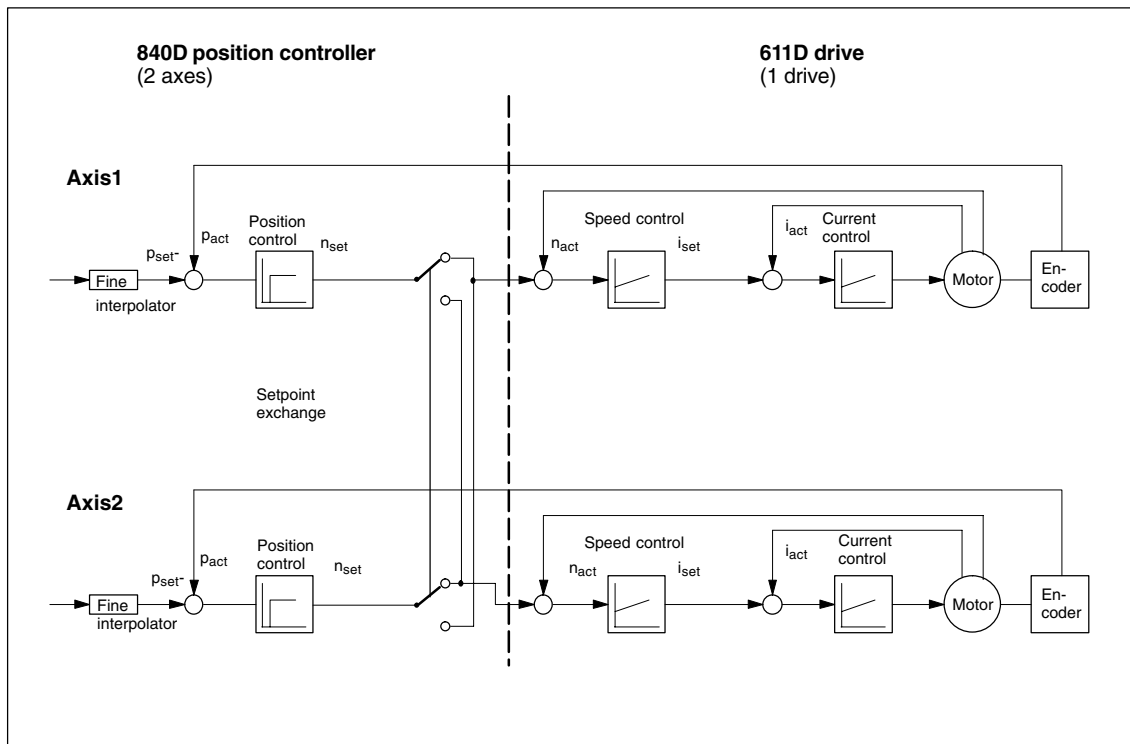 840D position controller
(2 axes)
611D drive
(1 drive)
Axis1
Position
control
Speed control
Current
control
pact
nset
nact
iset
iact
pset-
Fine
interpolator
Motor
En-
coder
Setpoint
exchange
Axis2
Position
control
Speed control
Current
control
pact
nset
nact
iset
iact
pset-
Fine
interpolator
Motor
En-
coder